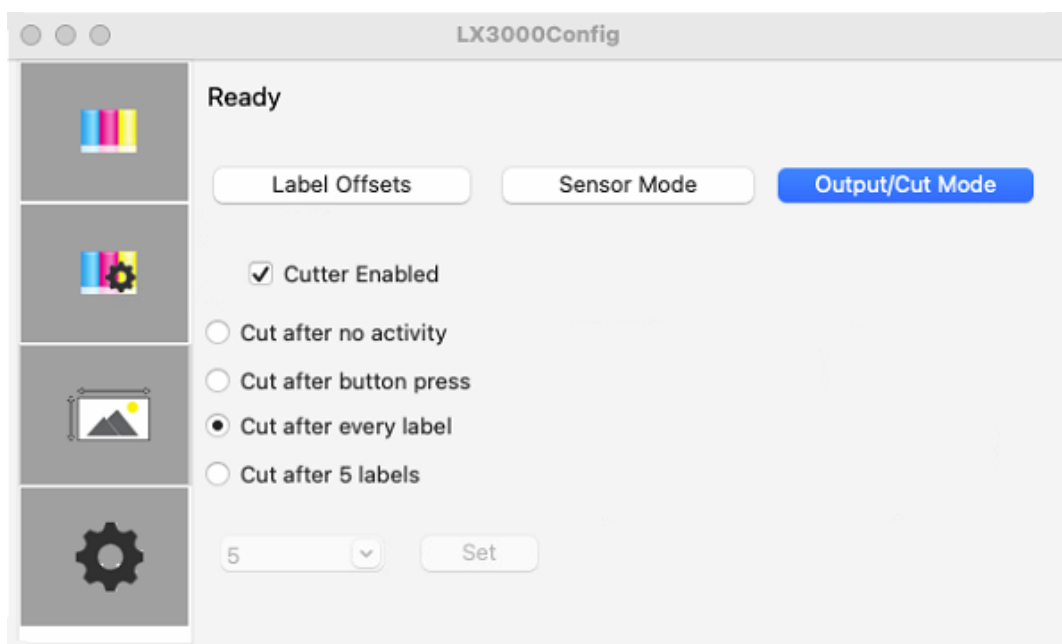 LX3000Config
Ready
Label Offsets Sensor Mode Output/Cut Mode
Cutter Enabled
Cut after no activity
Cut after button press
Cut after every label
Cut after 5 labels
5 Set